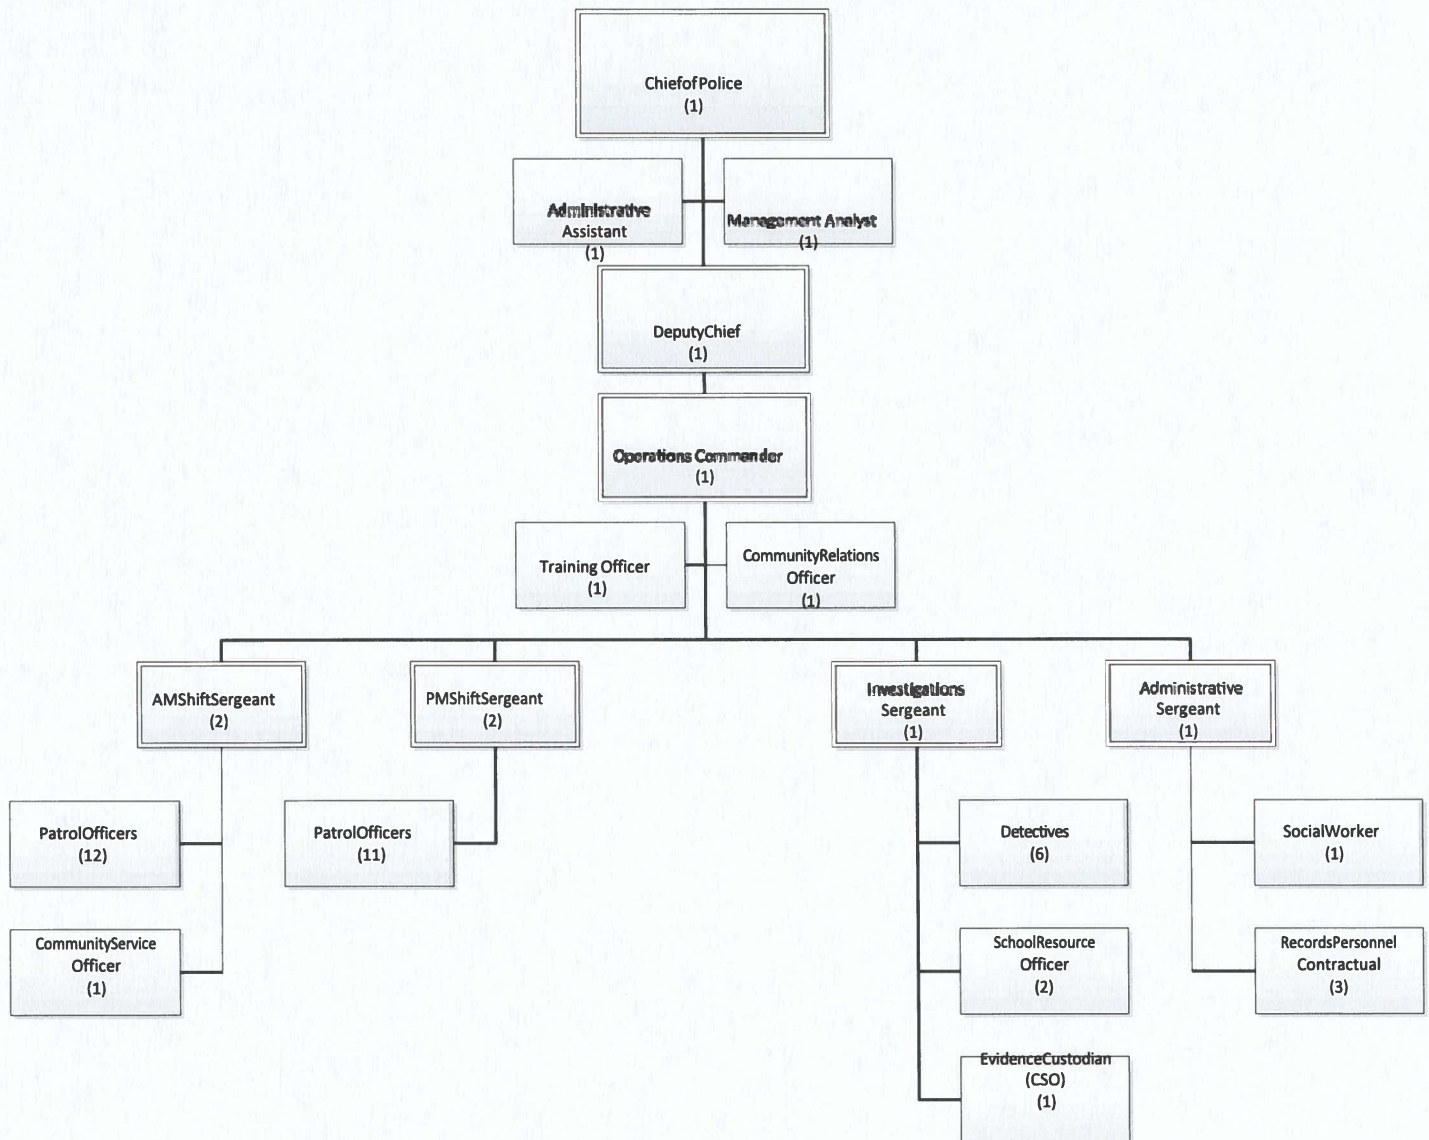 ChiefofPolice
(1)
Administrative
Assistant
(1)
Management Analyst
(1)
DeputyChief
(1)
Operations Commander
(1)
Training Officer
(1)
CommunityRelations
Officer
(1)
AMShiftSergeant
(2)
PMShiftSergeant
(2)
Investigations
Sergeant
(1)
Administrative
Sergeant
(1)
PatrolOfficers
(12)
PatrolOfficers
(11)
Detectives
(6)
SocialWorker
(1)
CommunityService
Officer
(1)
SchoolResource
Officer
(2)
RecordsPersonnel
Contractual
(3)
EvidenceCustodian
(CSO)
(1)